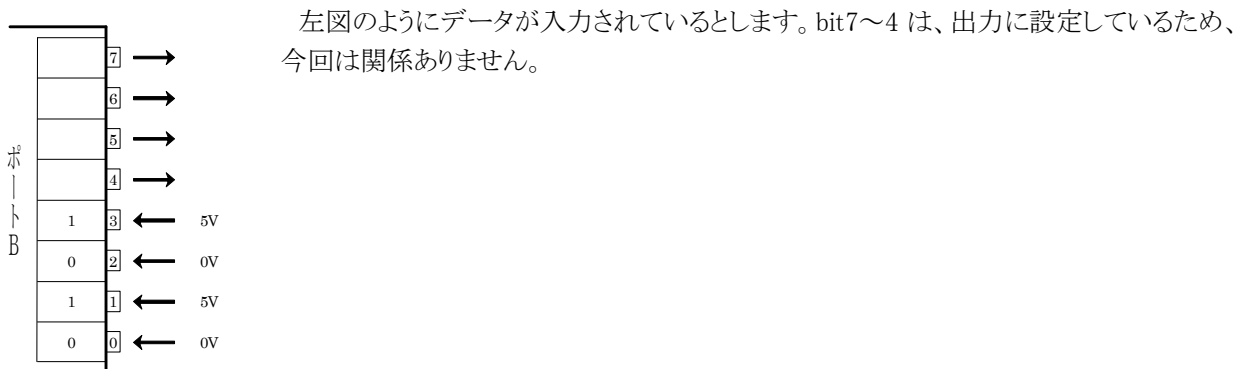 左図のようにデータが入力されているとします。bit7～4 は、出力に設定しているため、
今回は関係ありません。
ポートB
7
6
5
4
1 3 5V
0 2 0V
1 1 5V
0 0 0V